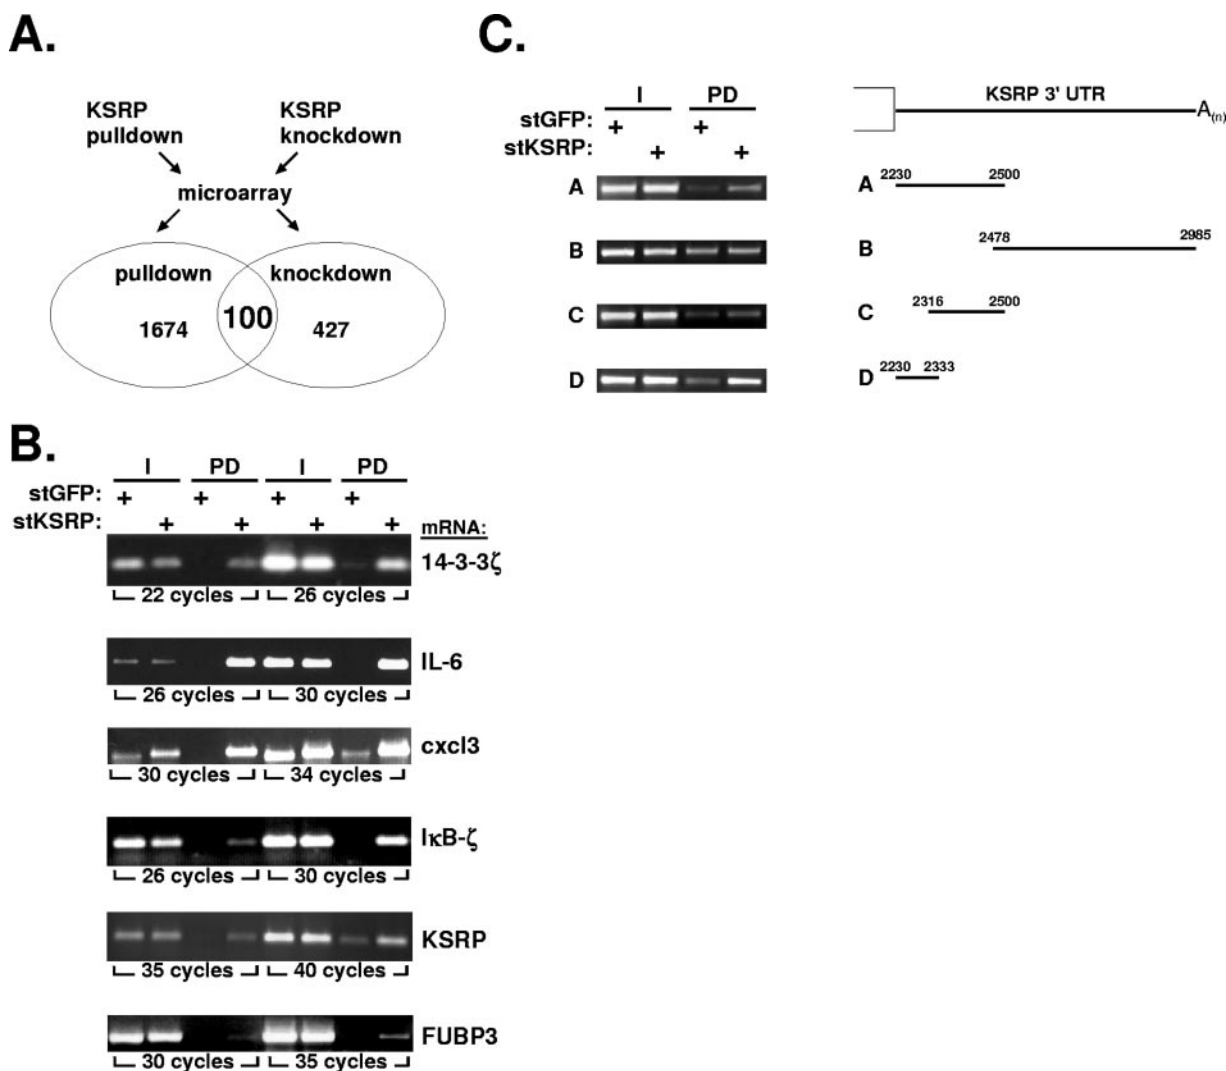 A.
KSRP pulldown
KSRP knockdown
microarray
pulldown
knockdown
1674
100
427
B.
I PD I PD
stGFP: + + + +
stKSRP: + + + +
mRNA:
14-3-3ζ
22 cycles 26 cycles
IL-6
26 cycles 30 cycles
cxcl3
30 cycles 34 cycles
IκB-ζ
26 cycles 30 cycles
KSRP
35 cycles 40 cycles
FUBP3
30 cycles 35 cycles
C.
I PD
stGFP: + +
stKSRP: + +
A
B
C
D
KSRP 3' UTR
A(n)
A 2230 2500
B 2478 2985
C 2316 2500
D 2230 2333